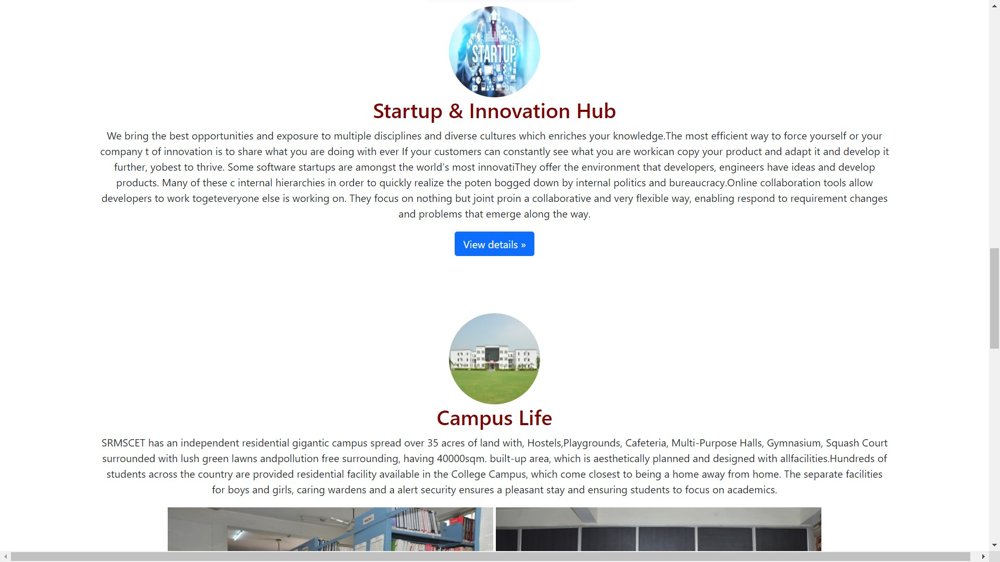 STARTUP
Startup & Innovation Hub
We bring the best opportunities and exposure to multiple disciplines and diverse cultures which enriches your knowledge.The most efficient way to force yourself or your
company t of innovation is to share what you are doing with ever If your customers can constantly see what you are workican copy your product and adapt it and develop it
further, yobest to thrive. Some software startups are amongst the world’s most innovatiThey offer the environment that developers, engineers have ideas and develop
products. Many of these c internal hierarchies in order to quickly realize the poten bogged down by internal politics and bureaucracy.Online collaboration tools allow
developers to work togeteveryone else is working on. They focus on nothing but joint proin a collaborative and very flexible way, enabling respond to requirement changes
and problems that emerge along the way.
View details »
Campus Life
SRMSCET has an independent residential gigantic campus spread over 35 acres of land with, Hostels,Playgrounds, Cafeteria, Multi-Purpose Halls, Gymnasium, Squash Court
surrounded with lush green lawns andpollution free surrounding, having 40000sqm. built-up area, which is aesthetically planned and designed with allfacilities.Hundreds of
students across the country are provided residential facility available in the College Campus, which come closest to being a home away from home. The separate facilities
for boys and girls, caring wardens and a alert security ensures a pleasant stay and ensuring students to focus on academics.